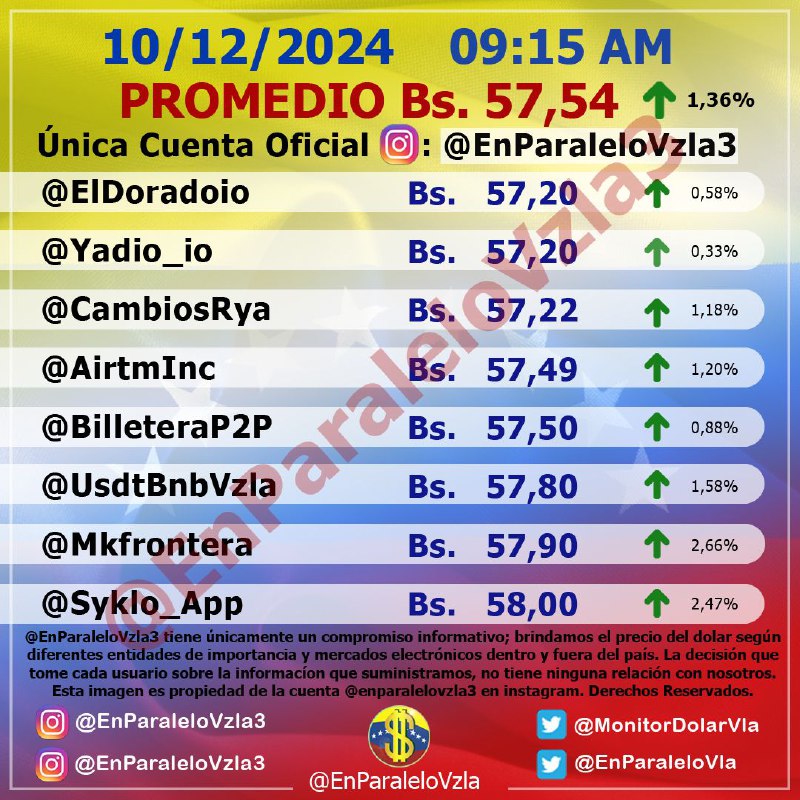 10/12/2024 09:15 AM
PROMEDIO Bs. 57,54 1,36%
Única Cuenta Oficial : @EnParaleloVzla3
@ElDoradoio Bs. 57,20 0,58%
@Yadio_io Bs. 57,20 0,33%
@CambiosRya Bs. 57,22 1,18%
@AirtmInc Bs. 57,49 1,20%
@BilleteraP2P Bs. 57,50 0,88%
@UsdtBnbVzla Bs. 57,80 1,58%
@Mkfrontera Bs. 57,90 2,66%
@Syklo_App Bs. 58,00 2,47%
@EnParaleloVzla3
@EnParaleloVzla3 tiene únicamente un compromiso informativo; brindamos el precio del dolar según
diferentes entidades de importancia y mercados electrónicos dentro y fuera del país. La decisión que
tome cada usuario sobre la informacíon que suministramos, no tiene ninguna relación con nosotros.
Esta imagen es propiedad de la cuenta @enparalelovzla3 en instagram. Derechos Reservados.
@EnParaleloVzla3 @MonitorDolarVla
@EnParaleloVzla3 @EnParaleloVla
@EnParaleloVzla